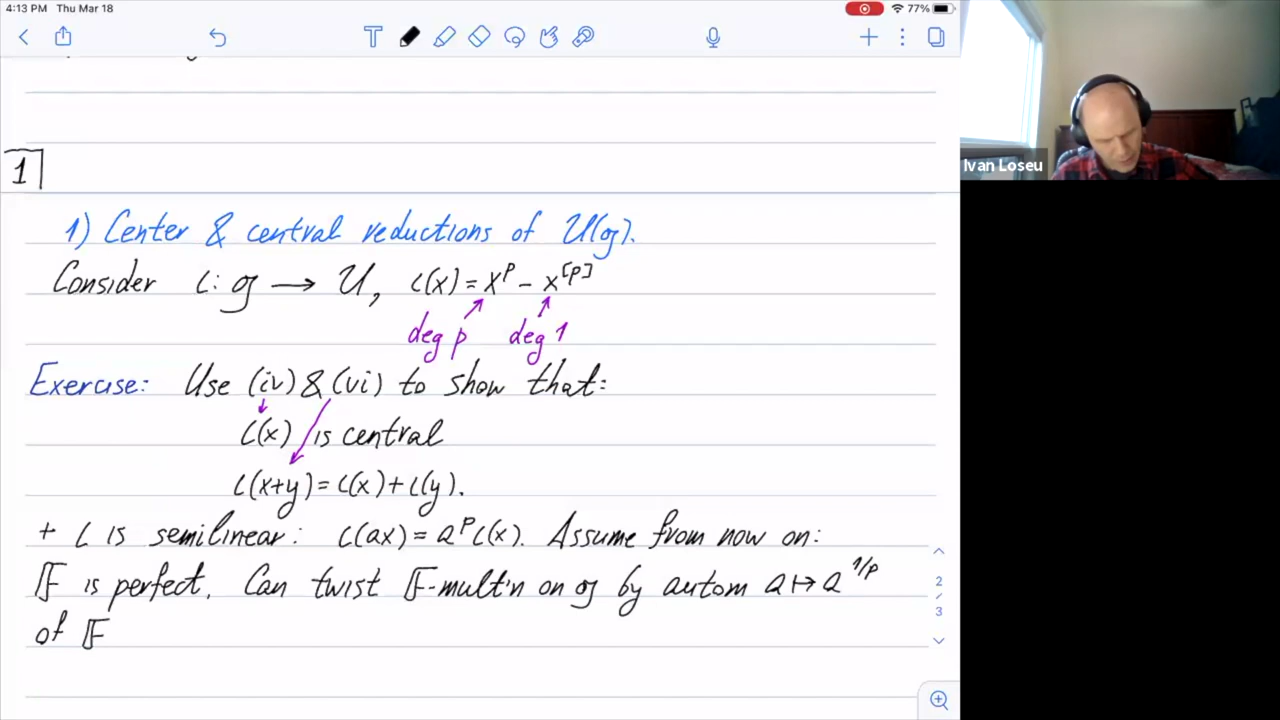 4:13 PM Thu Mar 18
77%
Ivan Loseu
1
1) Center & central reductions of U(g).
Consider ι: g → U, ι(x) = x^p - x^[p]
deg p deg 1
Exercise: Use (iv) & (vi) to show that:
ι(x) is central
ι(x+y) = ι(x) + ι(y).
+ ι is semilinear: ι(ax) = a^p ι(x). Assume from now on:
𝔽 is perfect. Can twist 𝔽-mult'n on g by autom a ↦ a^{1/p}
of 𝔽
2
/
3